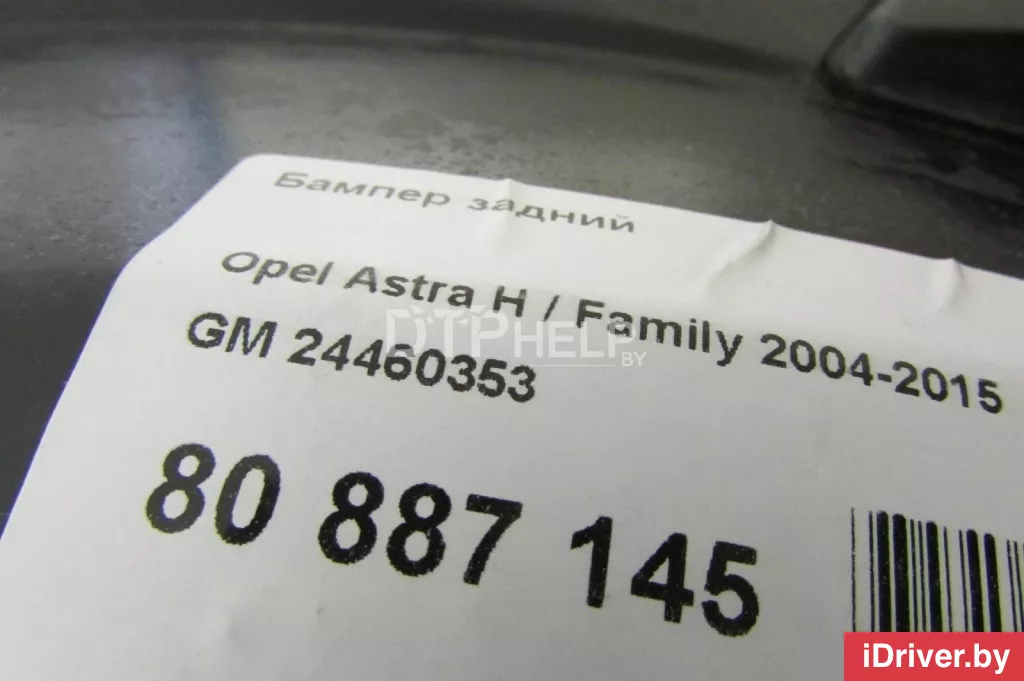 Бампер задний
Opel Astra H / Family 2004-2015
GM 24460353
DTPHELP.BY
80 887 145
iDriver.by